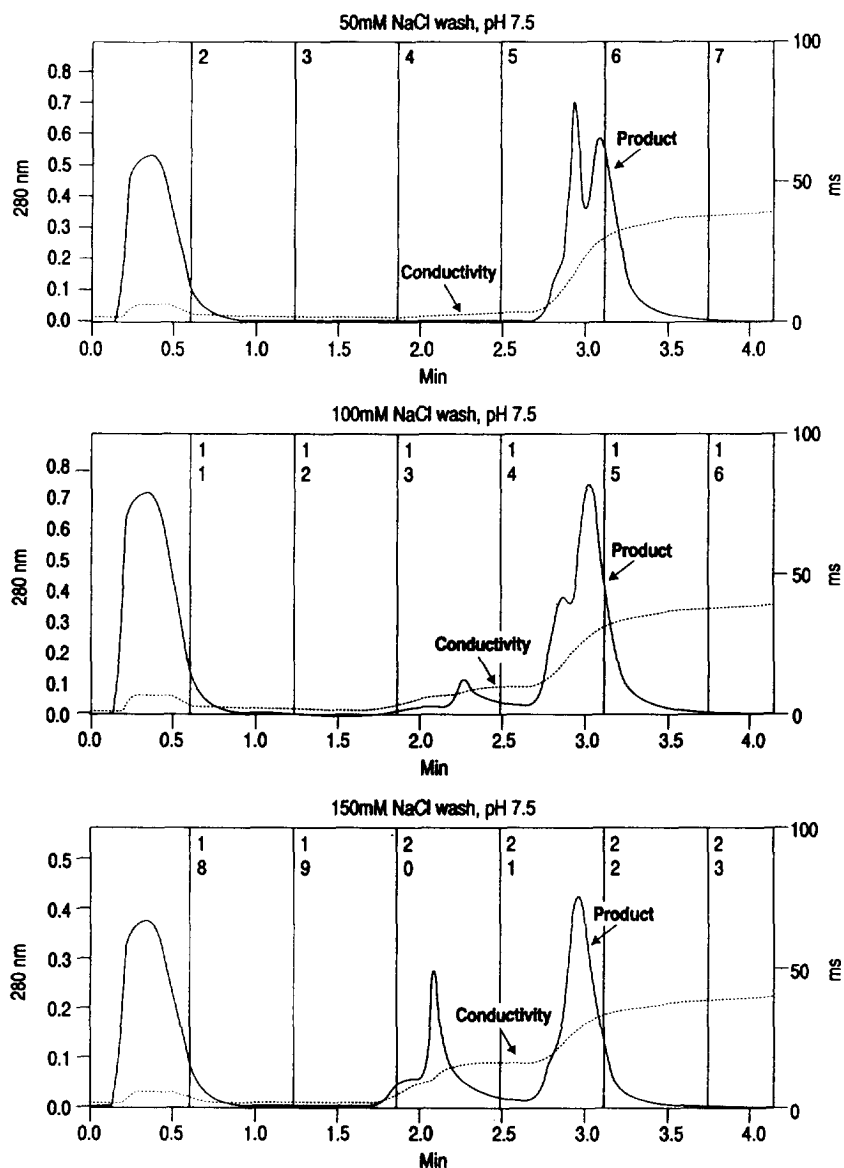 50mM NaCl wash, pH 7.5
2 3 4 5 6 7
100
0.8
0.7
0.6
0.5
0.4
0.3
0.2
0.1
0.0
280 nm
Product
Conductivity
50
0
ms
0.0 0.5 1.0 1.5 2.0 2.5 3.0 3.5 4.0
Min
100mM NaCl wash, pH 7.5
1 1 1 1 1 1
1 2 3 4 5 6
100
0.8
0.7
0.6
0.5
0.4
0.3
0.2
0.1
0.0
280 nm
Product
Conductivity
50
0
ms
0.0 0.5 1.0 1.5 2.0 2.5 3.0 3.5 4.0
Min
150mM NaCl wash, pH 7.5
1 1 2 2 2 2
8 9 0 1 2 3
100
0.5
0.4
0.3
0.2
0.1
0.0
280 nm
Product
Conductivity
50
0
ms
0.0 0.5 1.0 1.5 2.0 2.5 3.0 3.5 4.0
Min